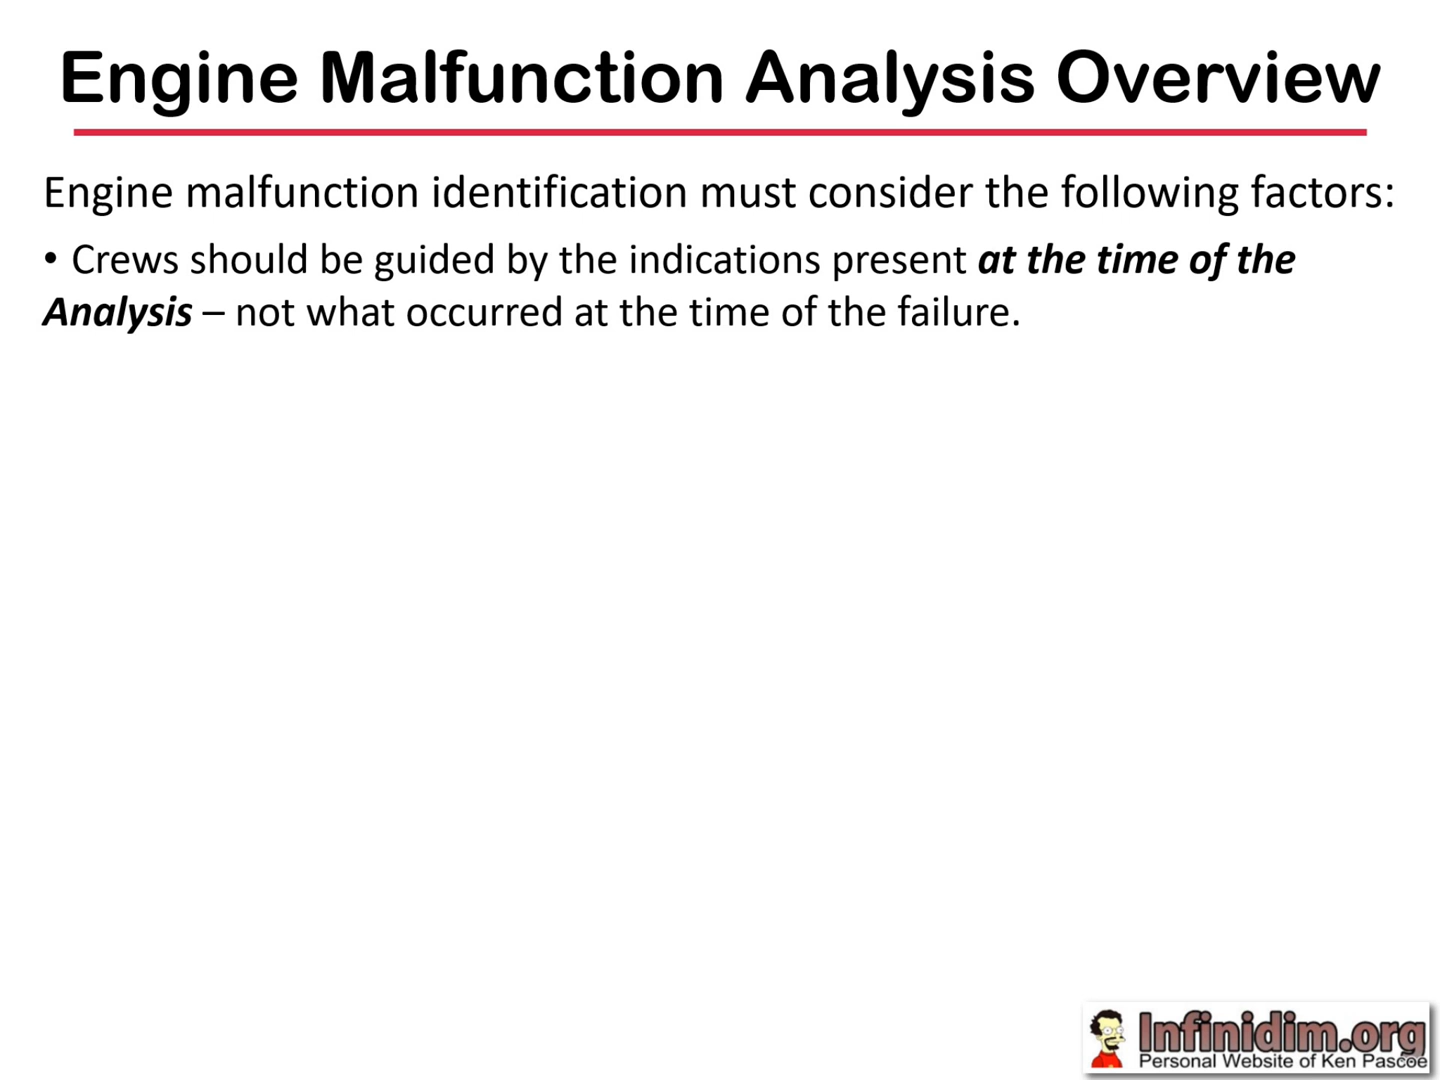 Engine Malfunction Analysis Overview
Engine malfunction identification must consider the following factors:
• Crews should be guided by the indications present at the time of the
Analysis – not what occurred at the time of the failure.
Infinidim.org
Personal Website of Ken Pascoe